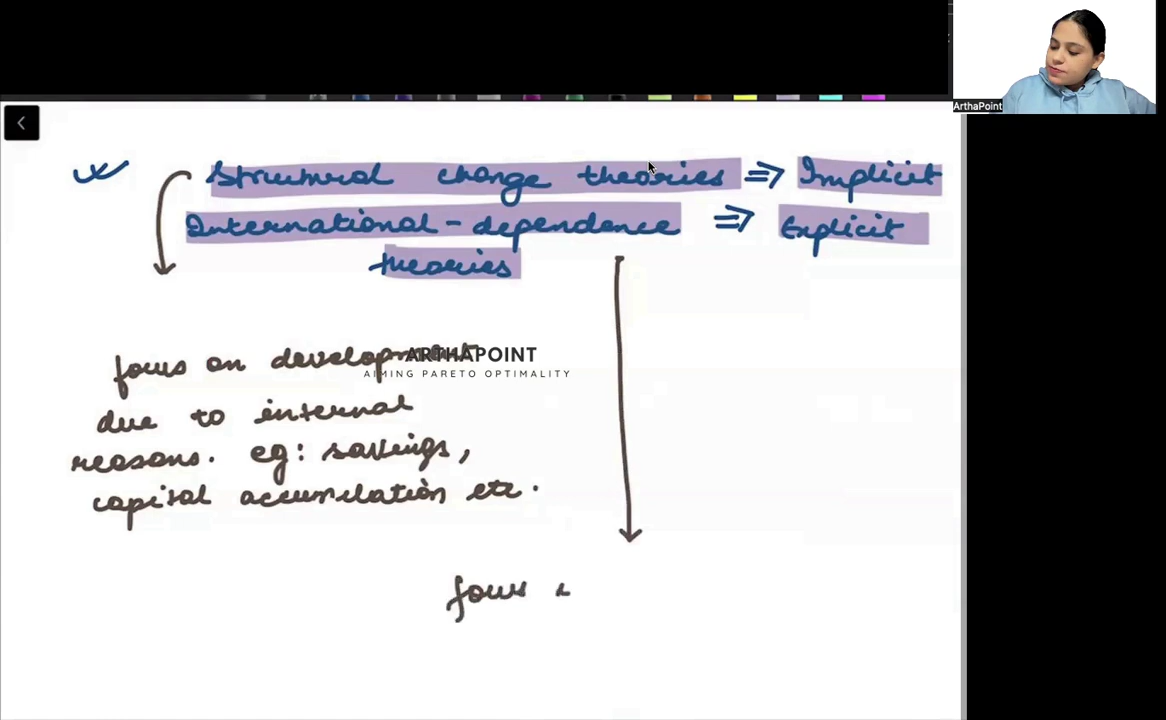 ArthaPoint
Structural change theories => Implicit
International-dependence => Explicit
theories
focus on development
ARTHAPOINT
AIMING PARETO OPTIMALITY
due to internal
reasons. eg: savings,
capital accumulation etc.
focus